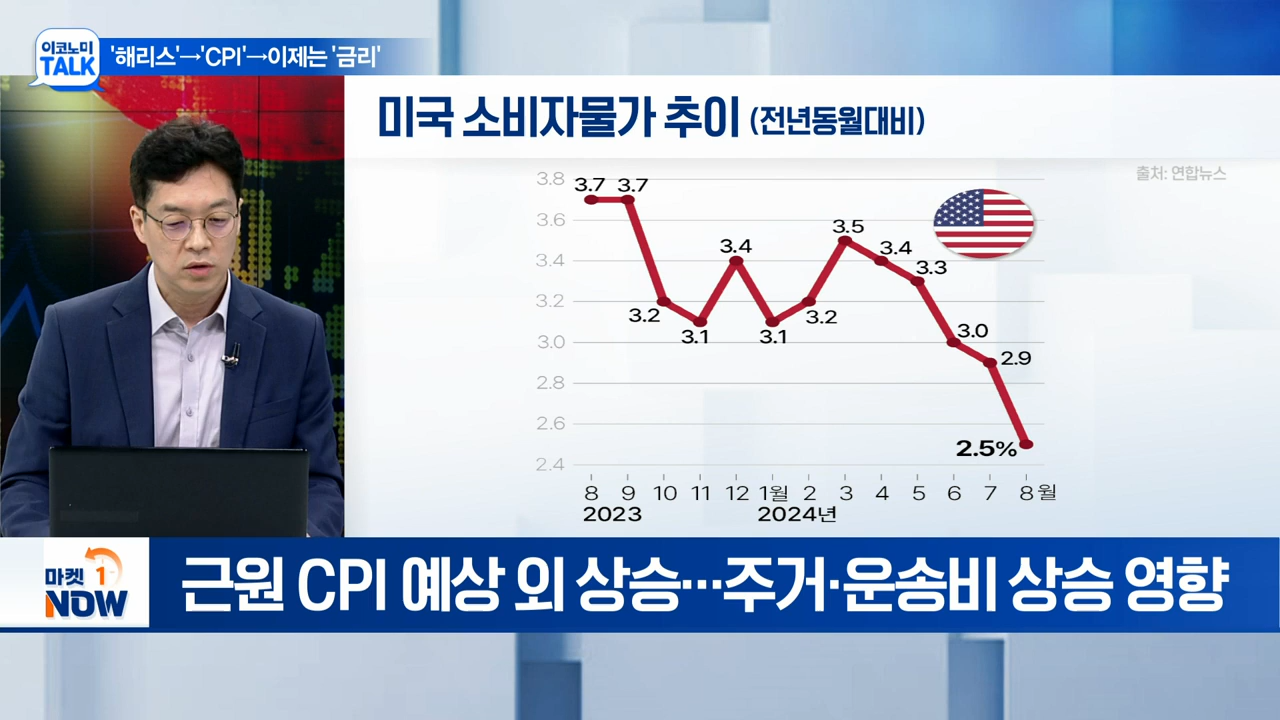 이코노미
TALK
'해리스'→'CPI'→이제는 '금리'
미국 소비자물가 추이 (전년동월대비)
출처: 연합뉴스
3.8
3.6
3.4
3.2
3.0
2.8
2.6
2.4
3.7
3.7
3.2
3.1
3.4
3.1
3.2
3.5
3.4
3.3
3.0
2.9
2.5%
8 9 10 11 12 1월 2 3 4 5 6 7 8월
2023 2024년
마켓 1
NOW
근원 CPI 예상 외 상승…주거·운송비 상승 영향